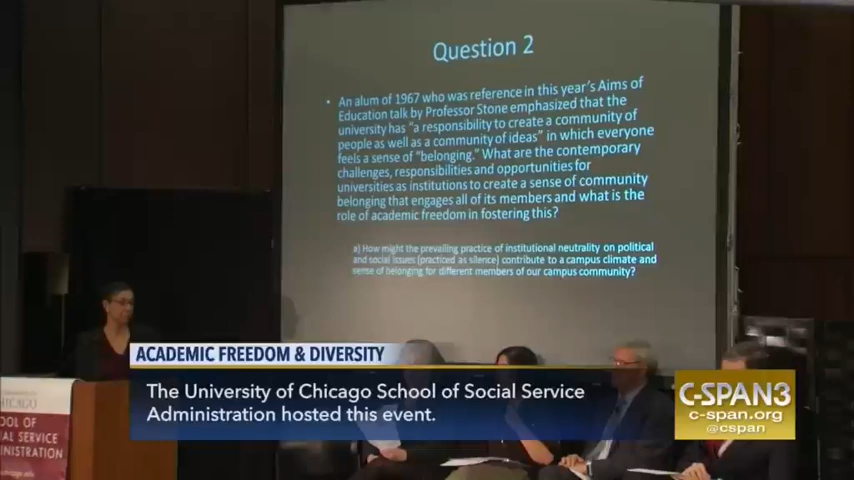 Question 2
• An alum of 1967 who was reference in this year's Aims of
Education talk by Professor Stone emphasized that the
university has "a responsibility to create a community of
people as well as a community of ideas" in which everyone
feels a sense of "belonging." What are the contemporary
challenges, responsibilities and opportunities for
universities as institutions to create a sense of community
belonging that engages all of its members and what is the
role of academic freedom in fostering this?
a) How might the prevailing practice of institutional neutrality on political
and social issues (practiced as silence) contribute to a campus climate and
sense of belonging for different members of our campus community?
ACADEMIC FREEDOM & DIVERSITY
The University of Chicago School of Social Service
Administration hosted this event.
C-SPAN3
c-span.org
@cspan
CHICAGO
OOL OF
IAL SERVICE
MINISTRATION
chicago.edu